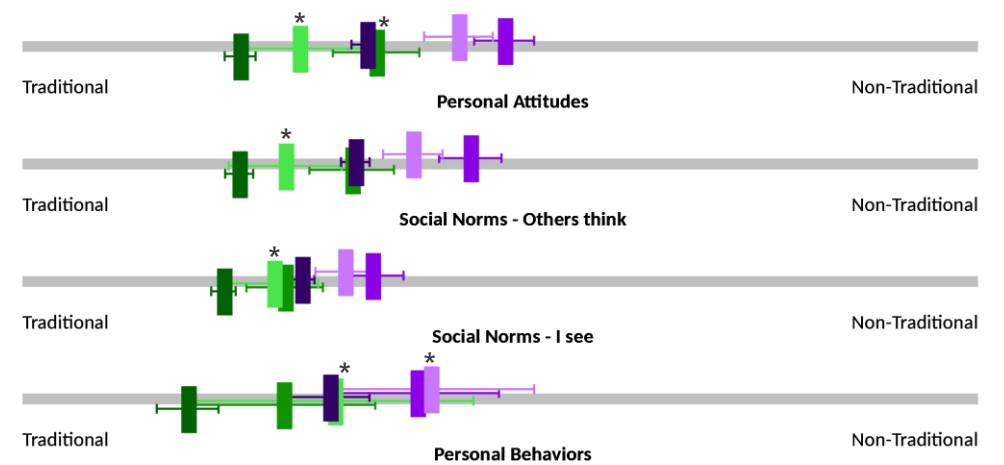 * *
Traditional Non-Traditional
Personal Attitudes
*
Traditional Non-Traditional
Social Norms - Others think
*
Traditional Non-Traditional
Social Norms - I see
* *
Traditional Non-Traditional
Personal Behaviors